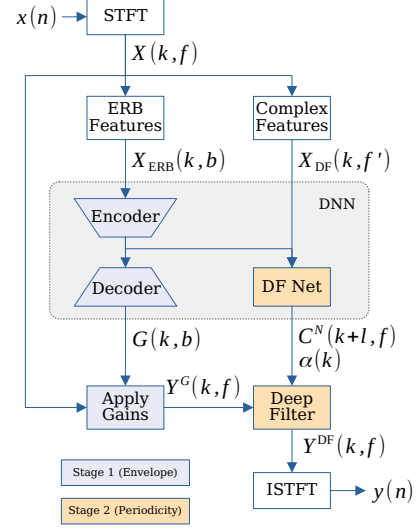 x(n)
STFT
X(k,f)
ERB
Features
Complex
Features
X_ERB(k,b)
X_DF(k,f')
DNN
Encoder
Decoder
DF Net
G(k,b)
C^N(k+l,f)
α(k)
Apply
Gains
Y^G(k,f)
Deep
Filter
Y^DF(k,f)
Stage 1 (Envelope)
Stage 2 (Periodicity)
ISTFT
y(n)